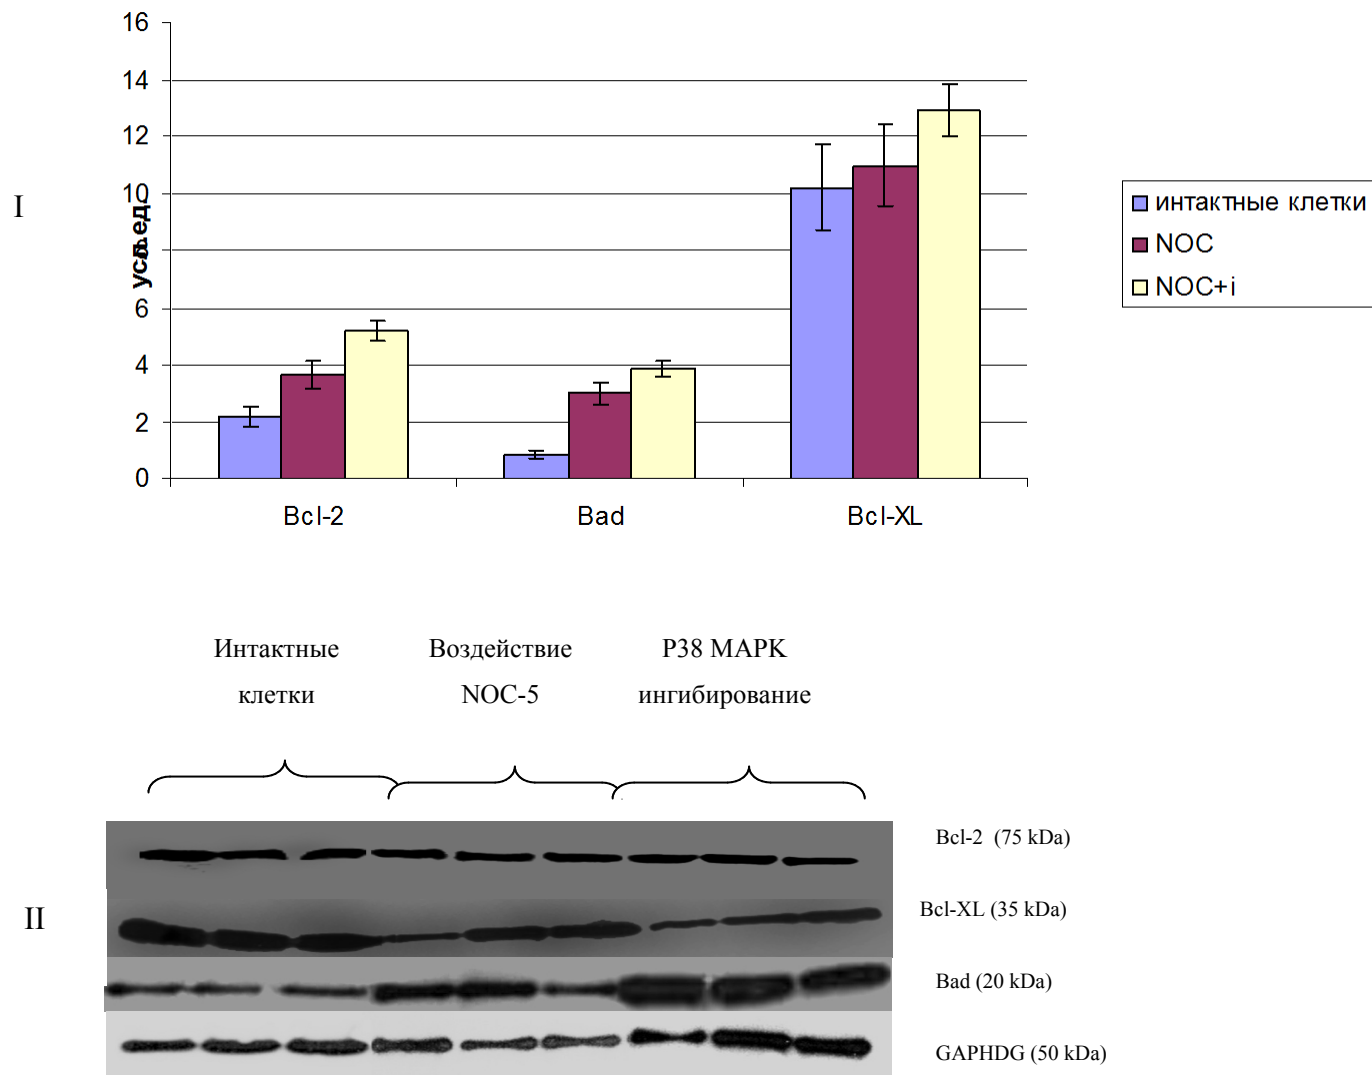 16
14
12
10
8
6
4
2
0
усл.ед.
I
Bcl-2
Bad
Bcl-XL
интактные клетки
NOC
NOC+i
Интактные
клетки
Воздействие
NOC-5
P38 MAPK
ингибирование
II
Bcl-2 (75 kDa)
Bcl-XL (35 kDa)
Bad (20 kDa)
GAPHDG (50 kDa)